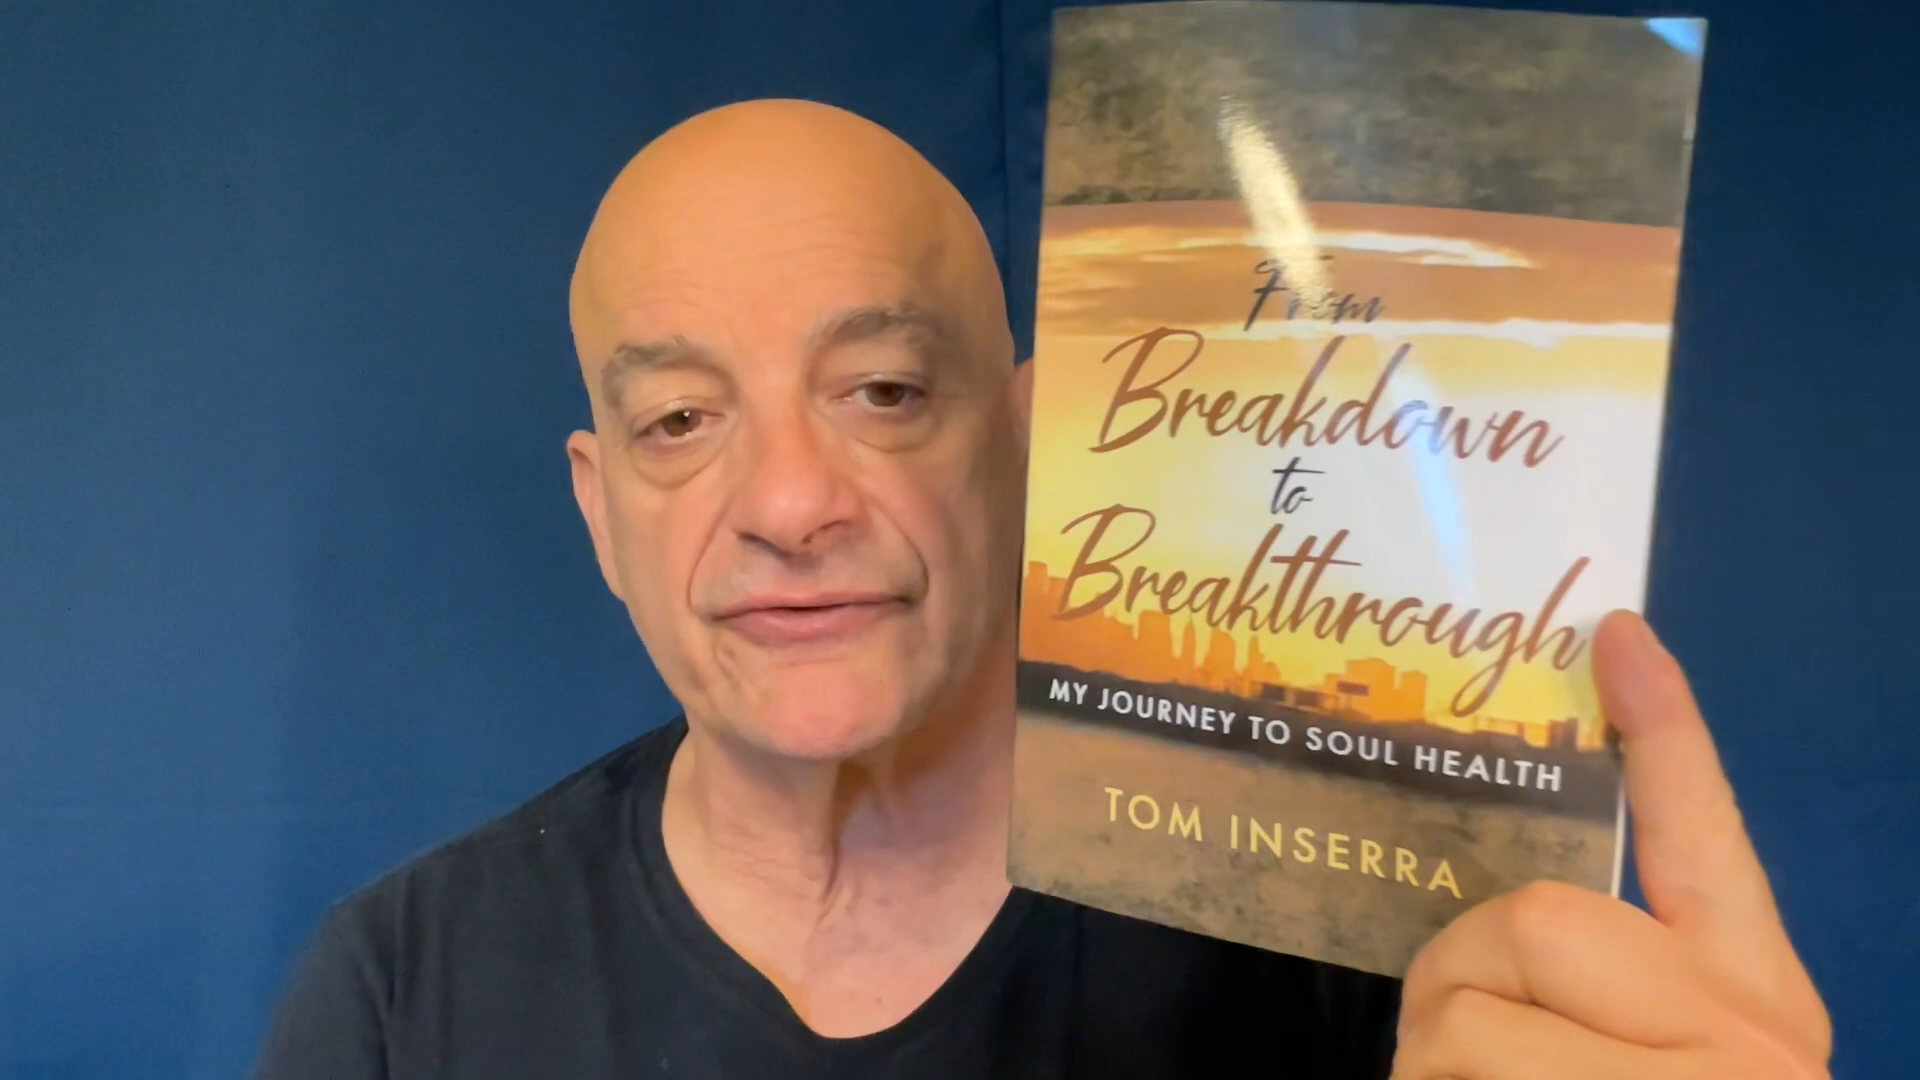 From
Breakdown
to
Breakthrough
MY JOURNEY TO SOUL HEALTH
TOM INSERRA